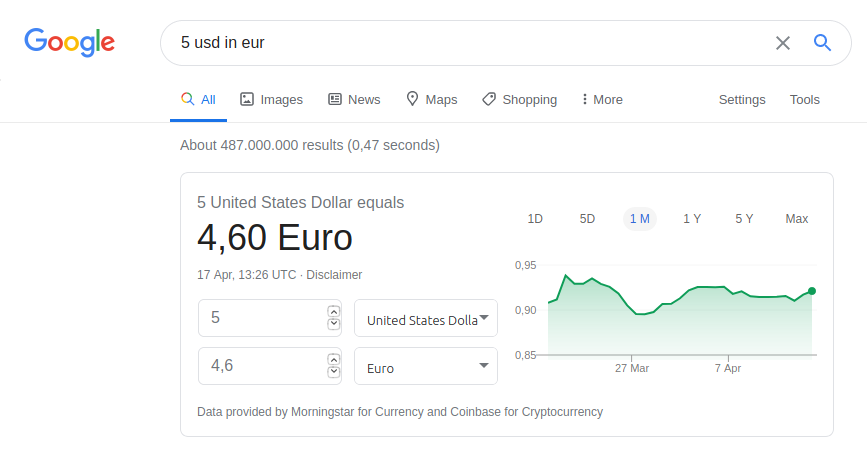 Google
5 usd in eur
All Images News Maps Shopping More Settings Tools
About 487.000.000 results (0,47 seconds)
5 United States Dollar equals
4,60 Euro
17 Apr, 13:26 UTC · Disclaimer
5 United States Dolla
4,6 Euro
1D 5D 1 M 1 Y 5 Y Max
0,95
0,90
0,85
27 Mar 7 Apr
Data provided by Morningstar for Currency and Coinbase for Cryptocurrency